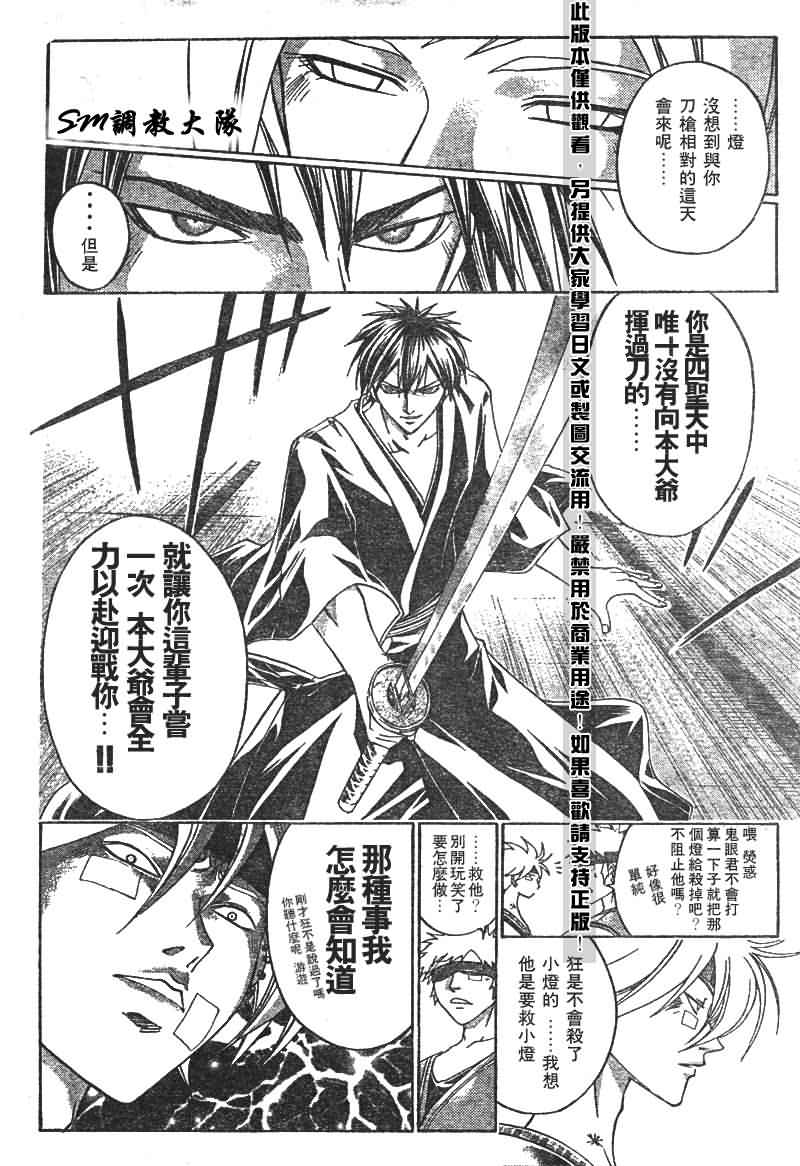 ……燈
沒想到與你
刀槍相對的這天
會來呢……
SM調教大隊
‥‥但是
你是四聖天中
唯一沒有向本大爺
揮過刀的……
就讓你這輩子嘗
一次 本大爺會全
力以赴迎戰你…!!
此版本僅供觀看，另提供大家學習日文或製圖交流用！嚴禁用於商業用途！如果喜歡請支持正版！
喂 熒惑
鬼眼君不會打
算一下子就把那
個燈給殺掉吧？
不阻止他嗎？
好像很
單純
狂是不會殺了
小燈的……我想
他是要救小燈
……救他？
別開玩笑了
要怎麼做…
那種事我
怎麼會知道
剛才狂不是說過了嗎
你聽什麼呢 游遊